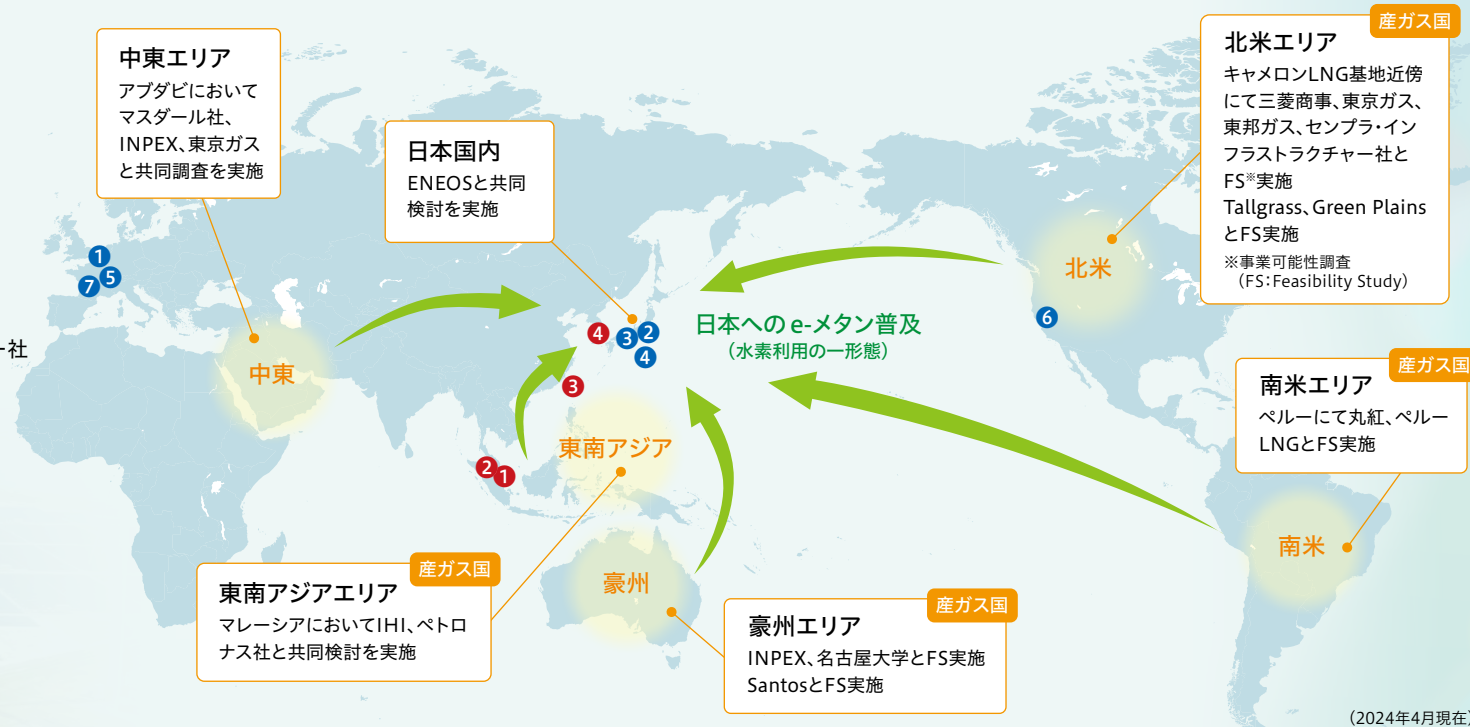 中東エリア
アブダビにおいて
マスダール社、
INPEX、東京ガス
と共同調査を実施
日本国内
ENEOSと共同
検討を実施
産ガス国
北米エリア
キャメロンLNG基地近傍
にて三菱商事、東京ガス、
東邦ガス、センプラ・イン
フラストラクチャー社と
FS※実施
Tallgrass、Green Plains
とFS実施
※事業可能性調査
（FS：Feasibility Study）
1
5
7
ー社
中東
4
3
2
4
3
日本へのe-メタン普及
（水素利用の一形態）
北米
6
産ガス国
南米エリア
ペルーにて丸紅、ペルー
LNGとFS実施
東南アジア
2
1
南米
豪州
産ガス国
東南アジアエリア
マレーシアにおいてIHI、ペトロ
ナス社と共同検討を実施
産ガス国
豪州エリア
INPEX、名古屋大学とFS実施
SantosとFS実施
（2024年4月現在）